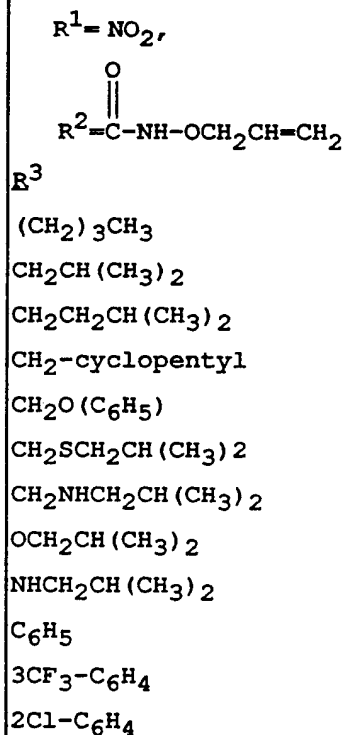 R¹= NO₂,
O
R²=C-NH-OCH₂CH=CH₂
R³
(CH₂)₃CH₃
CH₂CH(CH₃)₂
CH₂CH₂CH(CH₃)₂
CH₂-cyclopentyl
CH₂O(C₆H₅)
CH₂SCH₂CH(CH₃)2
CH₂NHCH₂CH(CH₃)₂
OCH₂CH(CH₃)₂
NHCH₂CH(CH₃)₂
C₆H₅
3CF₃-C₆H₄
2Cl-C₆H₄